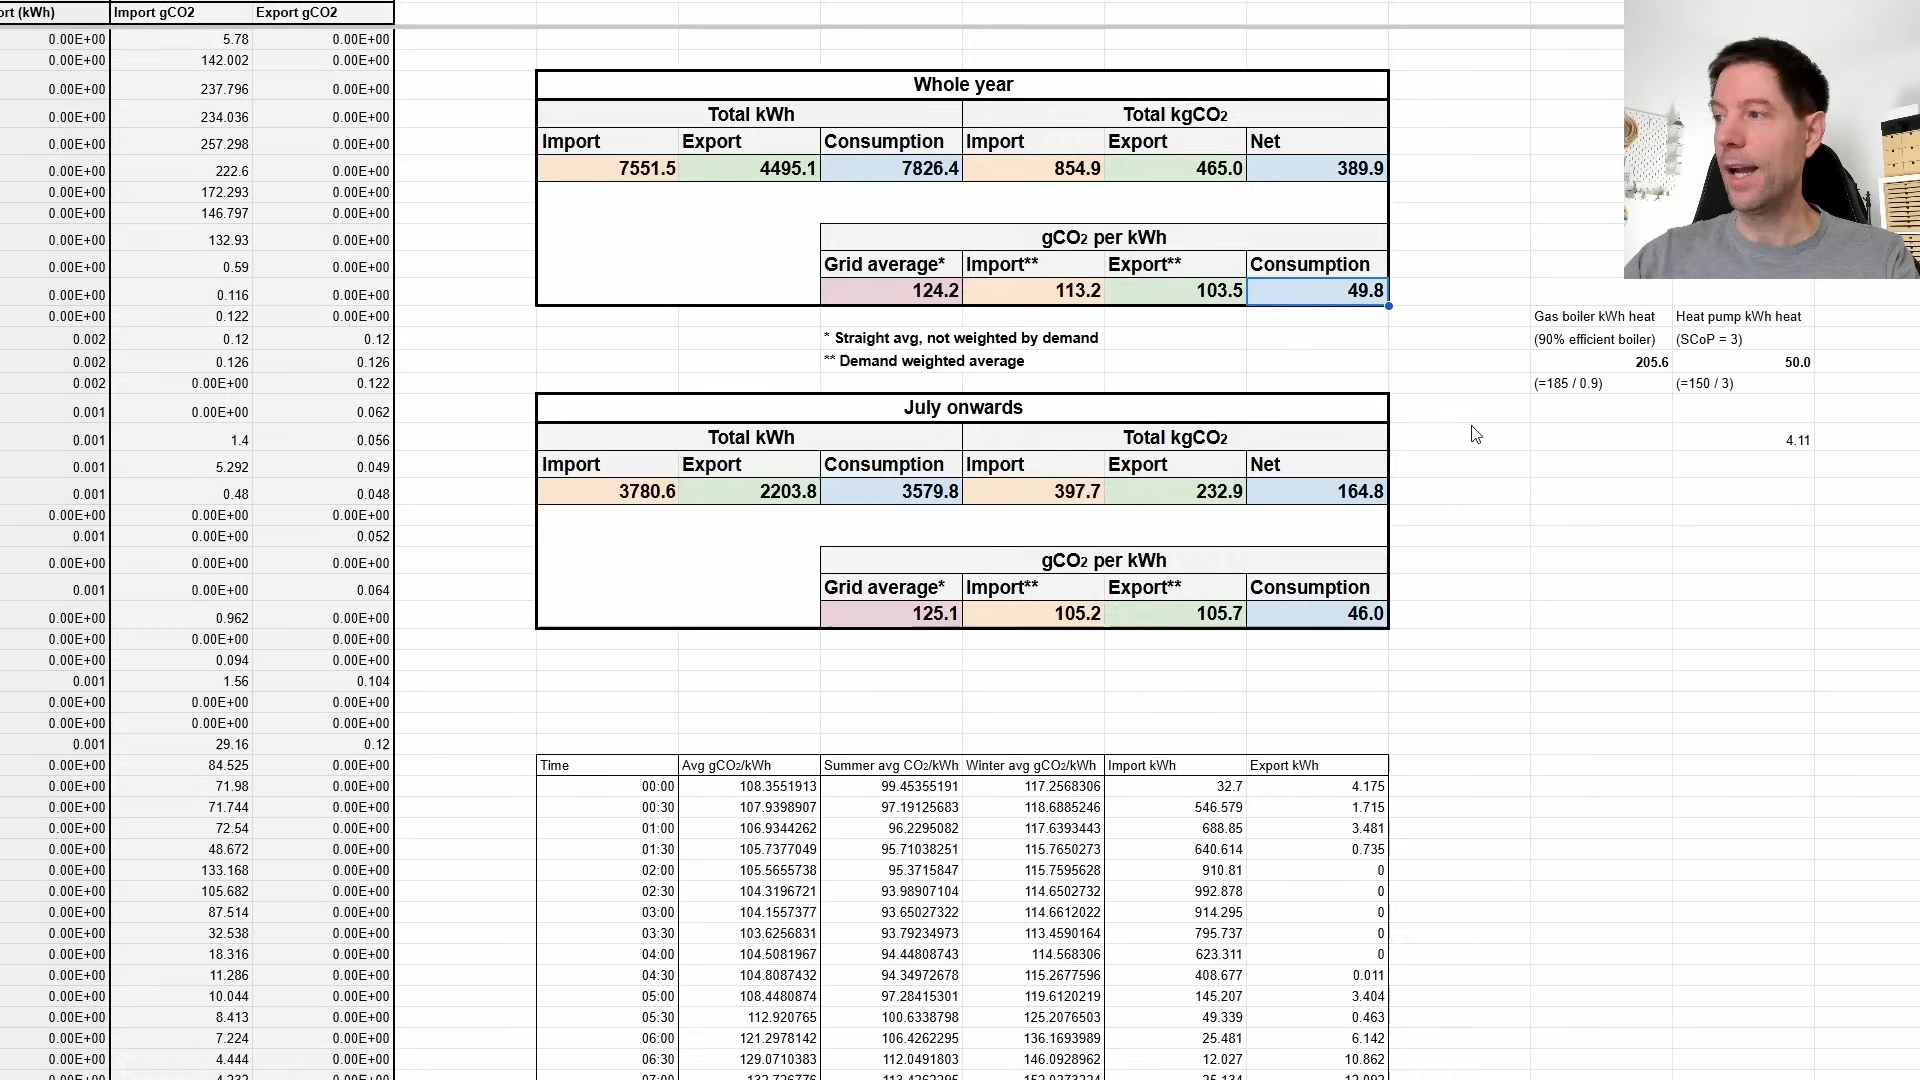 ort (kWh) Import gCO2 Export gCO2
0.00E+00 5.78 0.00E+00
0.00E+00 142.002 0.00E+00
0.00E+00 237.796 0.00E+00
0.00E+00 234.036 0.00E+00
0.00E+00 257.298 0.00E+00
0.00E+00 222.6 0.00E+00
0.00E+00 172.293 0.00E+00
0.00E+00 146.797 0.00E+00
0.00E+00 132.93 0.00E+00
0.00E+00 0.59 0.00E+00
0.00E+00 0.116 0.00E+00
0.00E+00 0.122 0.00E+00
0.002 0.12 0.12
0.002 0.126 0.126
0.002 0.00E+00 0.122
0.001 0.00E+00 0.062
0.001 1.4 0.056
0.001 5.292 0.049
0.001 0.48 0.048
0.00E+00 0.00E+00 0.00E+00
0.001 0.00E+00 0.052
0.00E+00 0.00E+00 0.00E+00
0.001 0.00E+00 0.064
0.00E+00 0.962 0.00E+00
0.00E+00 0.00E+00 0.00E+00
0.00E+00 0.094 0.00E+00
0.001 1.56 0.104
0.00E+00 0.00E+00 0.00E+00
0.00E+00 0.00E+00 0.00E+00
0.001 29.16 0.12
0.00E+00 84.525 0.00E+00
0.00E+00 71.98 0.00E+00
0.00E+00 71.744 0.00E+00
0.00E+00 72.54 0.00E+00
0.00E+00 48.672 0.00E+00
0.00E+00 133.168 0.00E+00
0.00E+00 105.682 0.00E+00
0.00E+00 87.514 0.00E+00
0.00E+00 32.538 0.00E+00
0.00E+00 18.316 0.00E+00
0.00E+00 11.286 0.00E+00
0.00E+00 10.044 0.00E+00
0.00E+00 8.413 0.00E+00
0.00E+00 7.224 0.00E+00
0.00E+00 4.444 0.00E+00
0.00E+00 4.232 0.00E+00
Whole year
Total kWh Total kgCO₂
Import Export Consumption Import Export Net
7551.5 4495.1 7826.4 854.9 465.0 389.9
gCO₂ per kWh
Grid average* Import** Export** Consumption
124.2 113.2 103.5 49.8
* Straight avg, not weighted by demand
** Demand weighted average
July onwards
Total kWh Total kgCO₂
Import Export Consumption Import Export Net
3780.6 2203.8 3579.8 397.7 232.9 164.8
gCO₂ per kWh
Grid average* Import** Export** Consumption
125.1 105.2 105.7 46.0
Time Avg gCO₂/kWh Summer avg CO₂/kWh Winter avg gCO₂/kWh Import kWh Export kWh
00:00 108.3551913 99.45355191 117.2568306 32.7 4.175
00:30 107.9398907 97.19125683 118.6885246 546.579 1.715
01:00 106.9344262 96.2295082 117.6393443 688.85 3.481
01:30 105.7377049 95.71038251 115.7650273 640.614 0.735
02:00 105.5655738 95.3715847 115.7595628 910.81 0
02:30 104.3196721 93.98907104 114.6502732 992.878 0
03:00 104.1557377 93.65027322 114.6612022 914.295 0
03:30 103.6256831 93.79234973 113.4590164 795.737 0
04:00 104.5081967 94.44808743 114.568306 623.311 0
04:30 104.8087432 94.34972678 115.2677596 408.677 0.011
05:00 108.4480874 97.28415301 119.6120219 145.207 3.404
05:30 112.920765 100.6338798 125.2076503 49.339 0.463
06:00 121.2978142 106.4262295 136.1693989 25.481 6.142
06:30 129.0710383 112.0491803 146.0928962 12.027 10.862
07:00 132.726776 113.4262295 152.0273224 25.134 12.092
Gas boiler kWh heat Heat pump kWh heat
(90% efficient boiler) (SCoP = 3)
205.6 50.0
(=185 / 0.9) (=150 / 3)
4.11